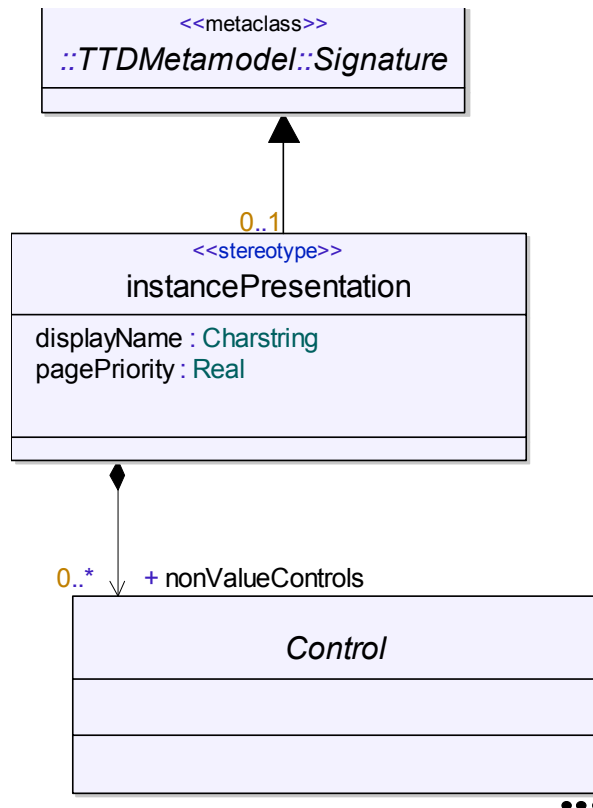 <<metaclass>>
::TTDMetamodel::Signature
0..1
<<stereotype>>
instancePresentation
displayName : Charstring
pagePriority : Real
0..* + nonValueControls
Control